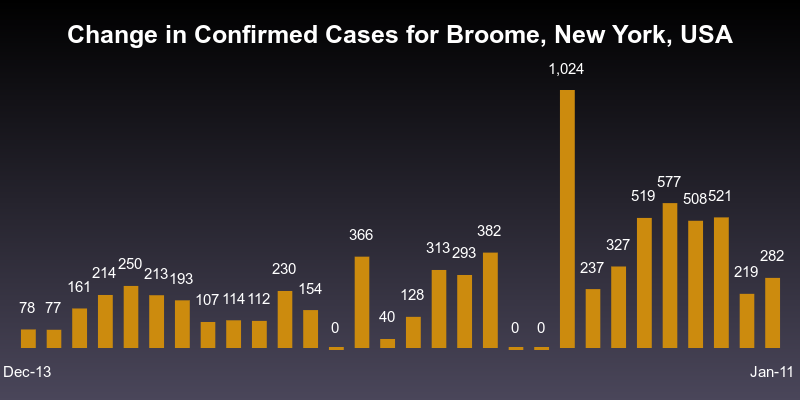 Change in Confirmed Cases for Broome, New York, USA
1,024
78 77 161 214 250 213 193 107 114 112 230 154 0 366 40 128 313 293 382 0 0 237 327 519 577 508 521 219 282
Dec-13 Jan-11